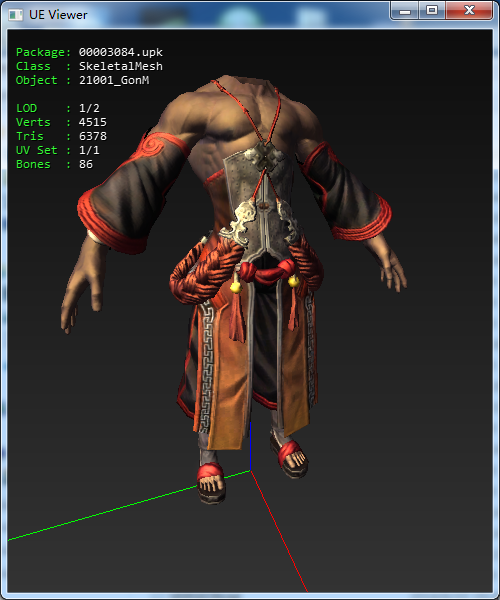 UE Viewer
Package: 00003084.upk
Class : SkeletalMesh
Object : 21001_GonM
LOD : 1/2
Verts : 4515
Tris : 6378
UV Set : 1/1
Bones : 86